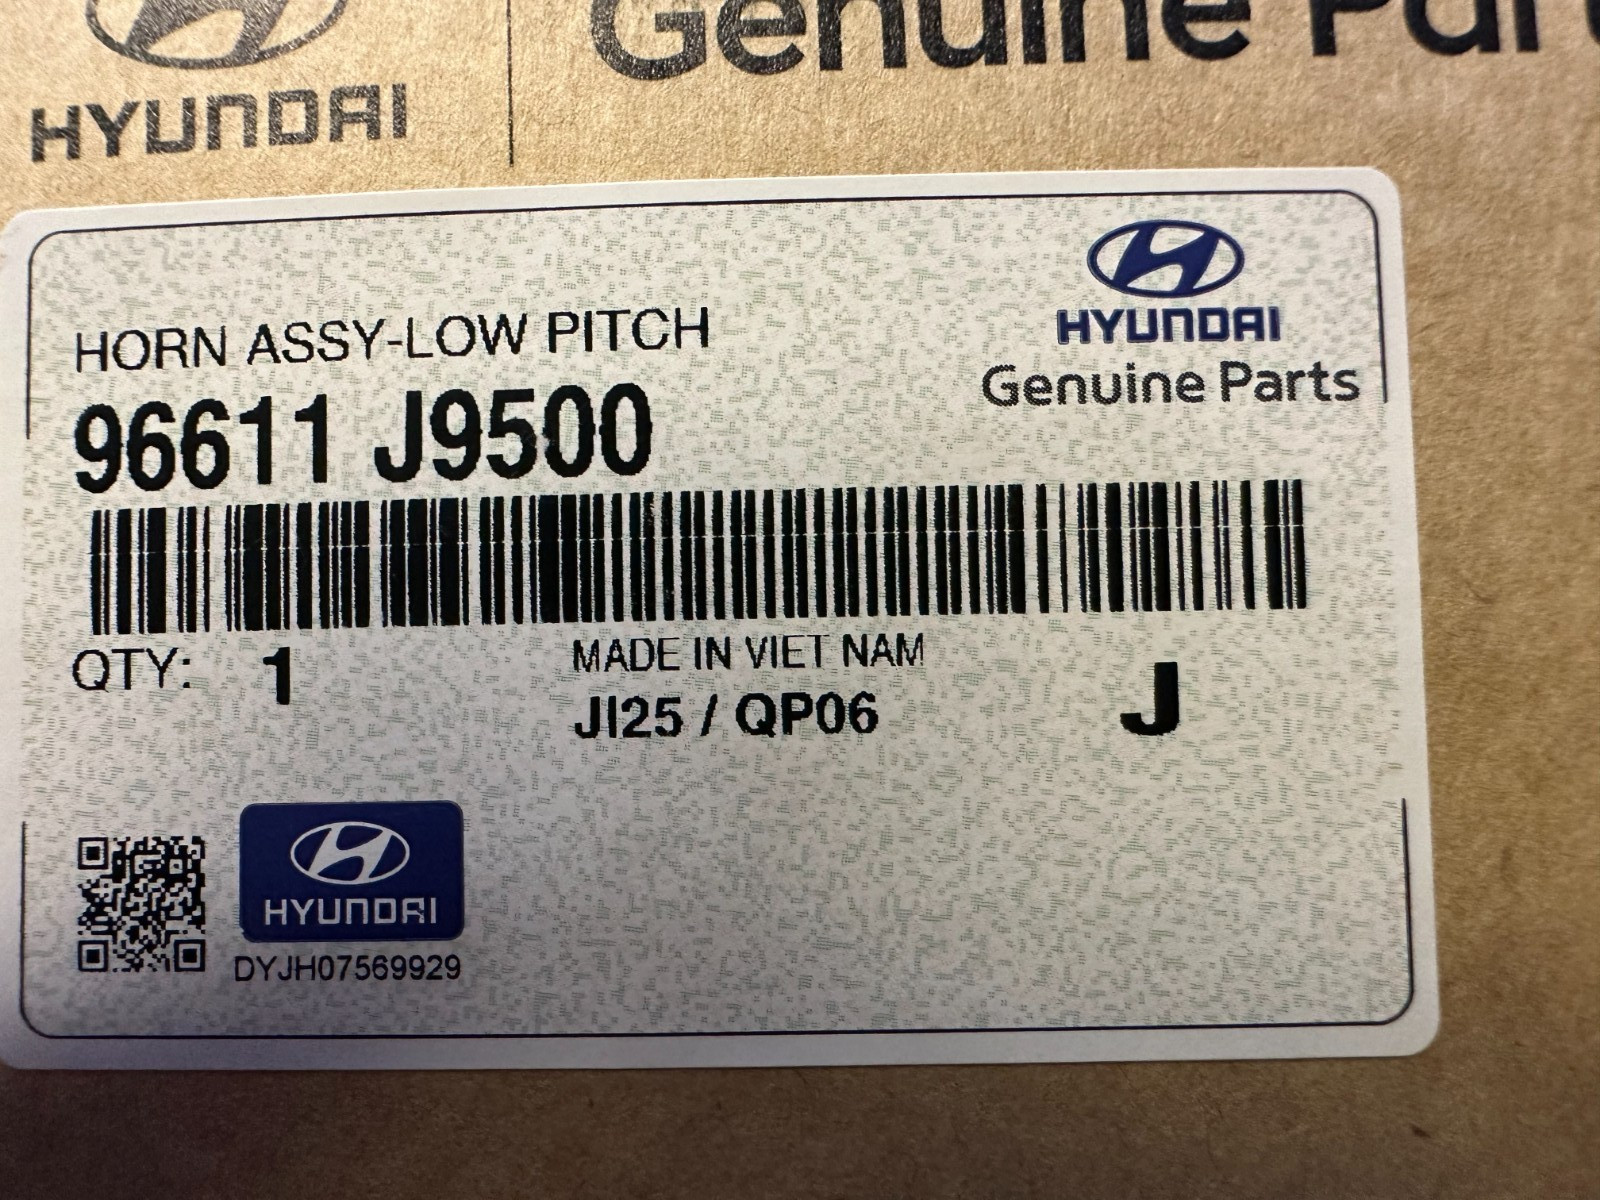 HYUNDAI
Genuine Par
HYUNDAI
Genuine Parts
HORN ASSY-LOW PITCH
96611 J9500
QTY: 1
MADE IN VIET NAM
JI25 / QP06
J
HYUNDAI
DYJH07569929